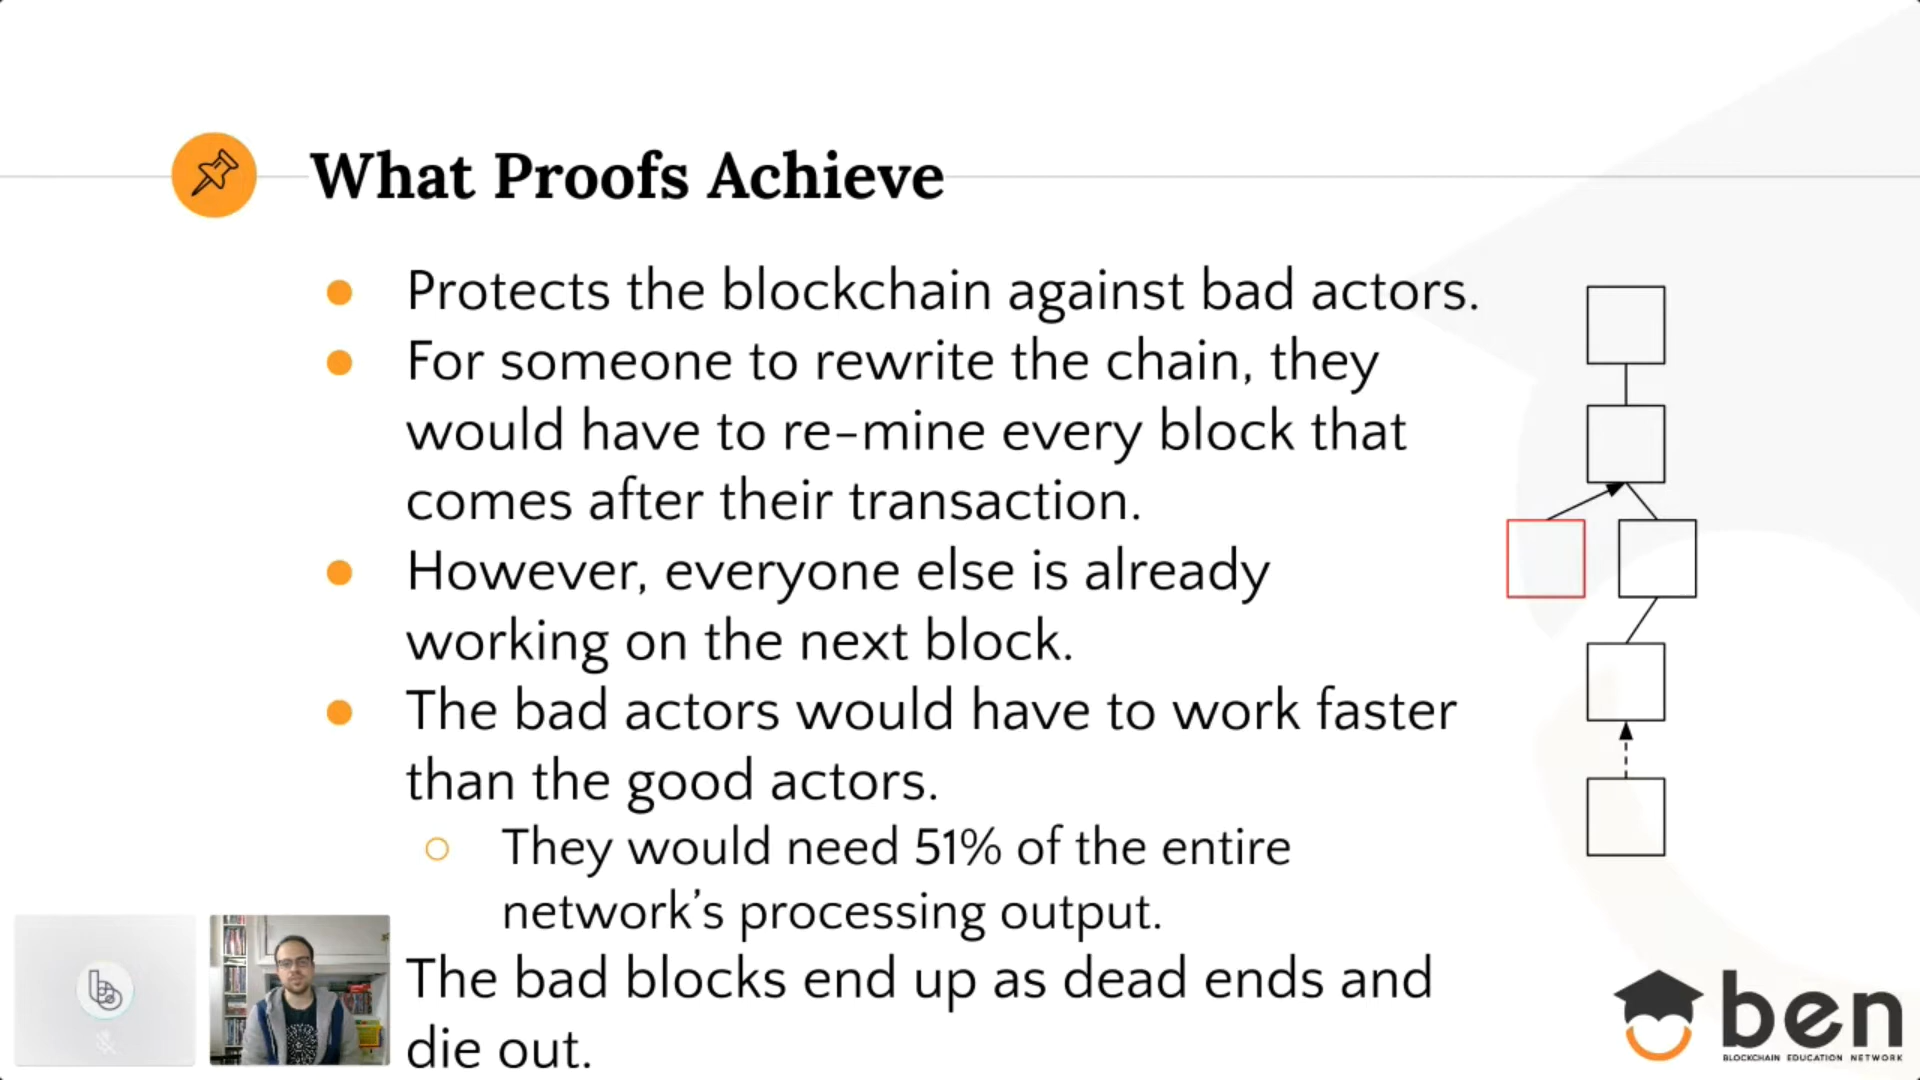 What Proofs Achieve
Protects the blockchain against bad actors.
For someone to rewrite the chain, they
would have to re-mine every block that
comes after their transaction.
However, everyone else is already
working on the next block.
The bad actors would have to work faster
than the good actors.
They would need 51% of the entire
network's processing output.
The bad blocks end up as dead ends and
die out.
ben
BLOCKCHAIN EDUCATION NETWORK